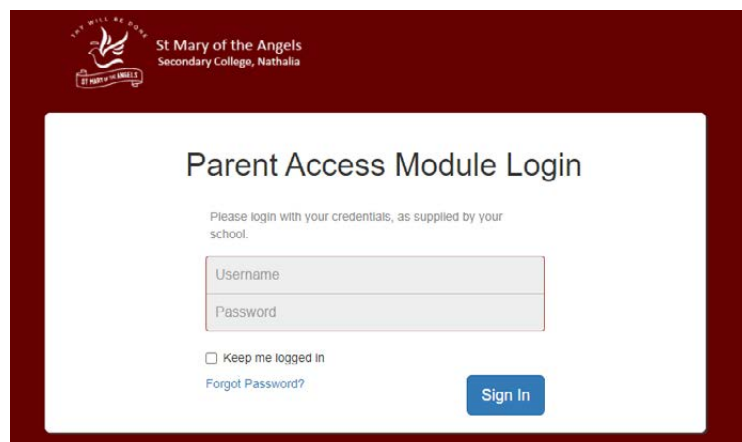 THY WILL BE DONE
ST MARY OF THE ANGELS
St Mary of the Angels
Secondary College, Nathalia
Parent Access Module Login
Please login with your credentials, as supplied by your
school.
Username
Password
Keep me logged in
Forgot Password?
Sign In